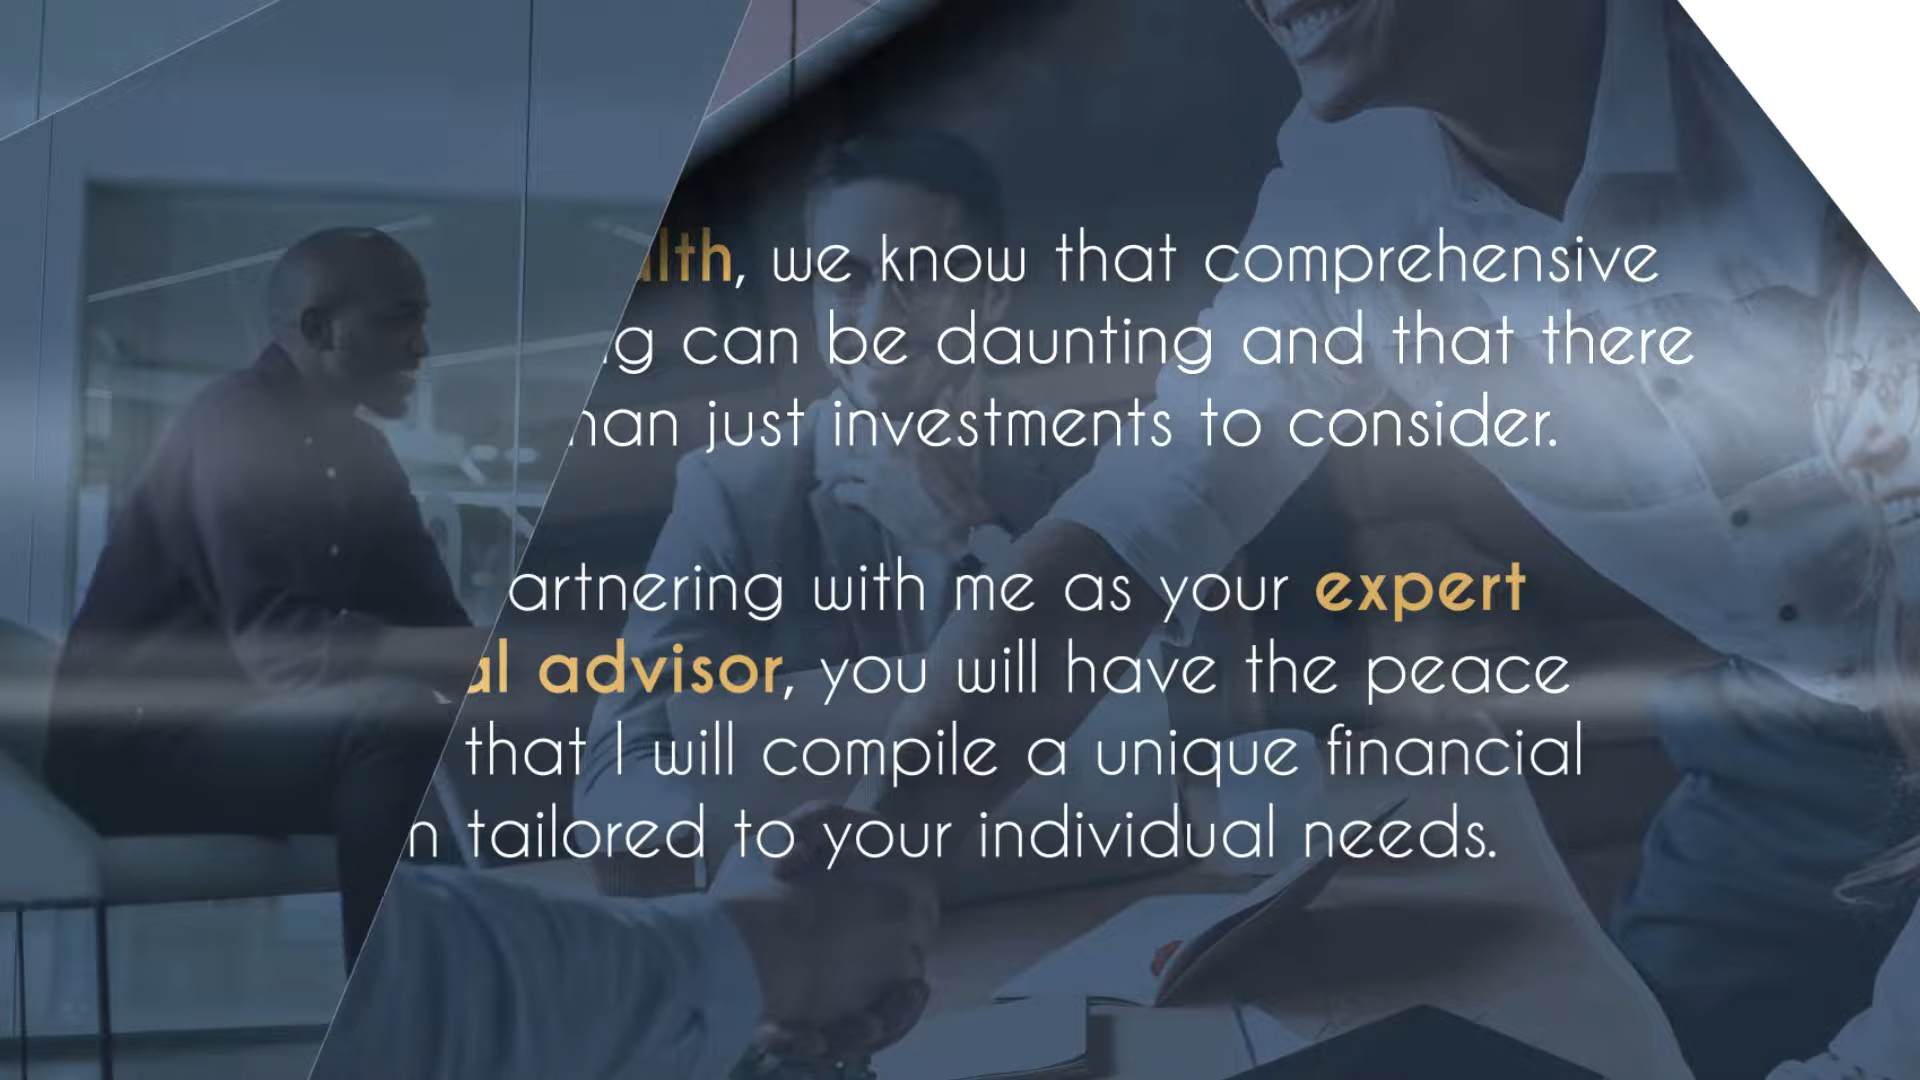 lth, we know that comprehensive
g can be daunting and that there
han just investments to consider.
artnering with me as your expert
al advisor, you will have the peace
that I will compile a unique financial
n tailored to your individual needs.